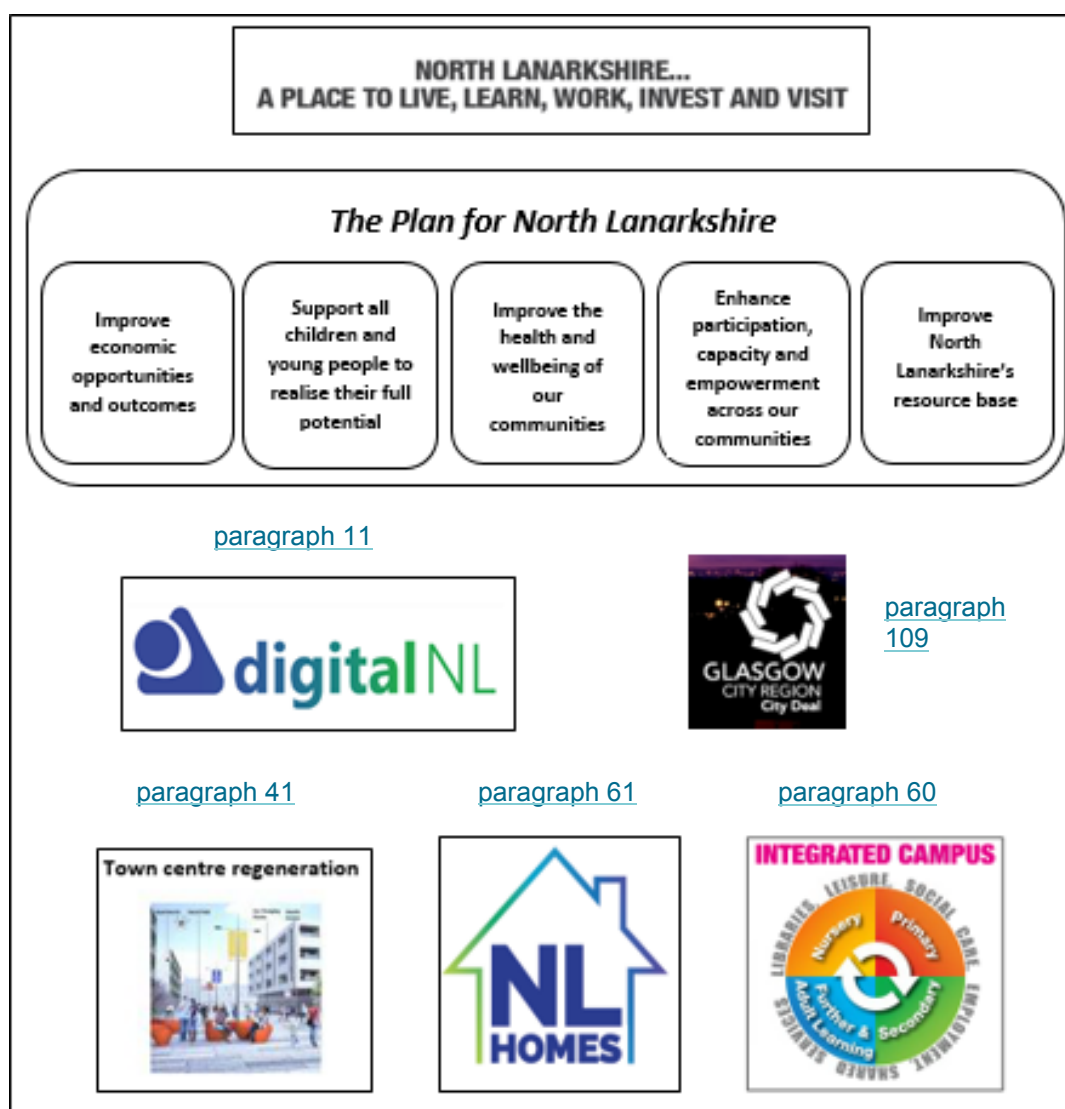 NORTH LANARKSHIRE...
A PLACE TO LIVE, LEARN, WORK, INVEST AND VISIT
The Plan for North Lanarkshire
Improve
economic
opportunities
and outcomes
Support all
children and
young people to
realise their full
potential
Improve the
health and
wellbeing of
our
communities
Enhance
participation,
capacity and
empowerment
across our
communities
Improve
North
Lanarkshire's
resource base
paragraph 11
digitalNL
GLASGOW
CITY REGION
City Deal
paragraph
109
paragraph 41
paragraph 61
paragraph 60
Town centre regeneration
NL
HOMES
INTEGRATED CAMPUS
LIBRARIES, LEISURE, SOCIAL CARE, EMPLOYMENT, SHARED SERVICES
Nursery
Primary
Further &
Adult Learning
Secondary